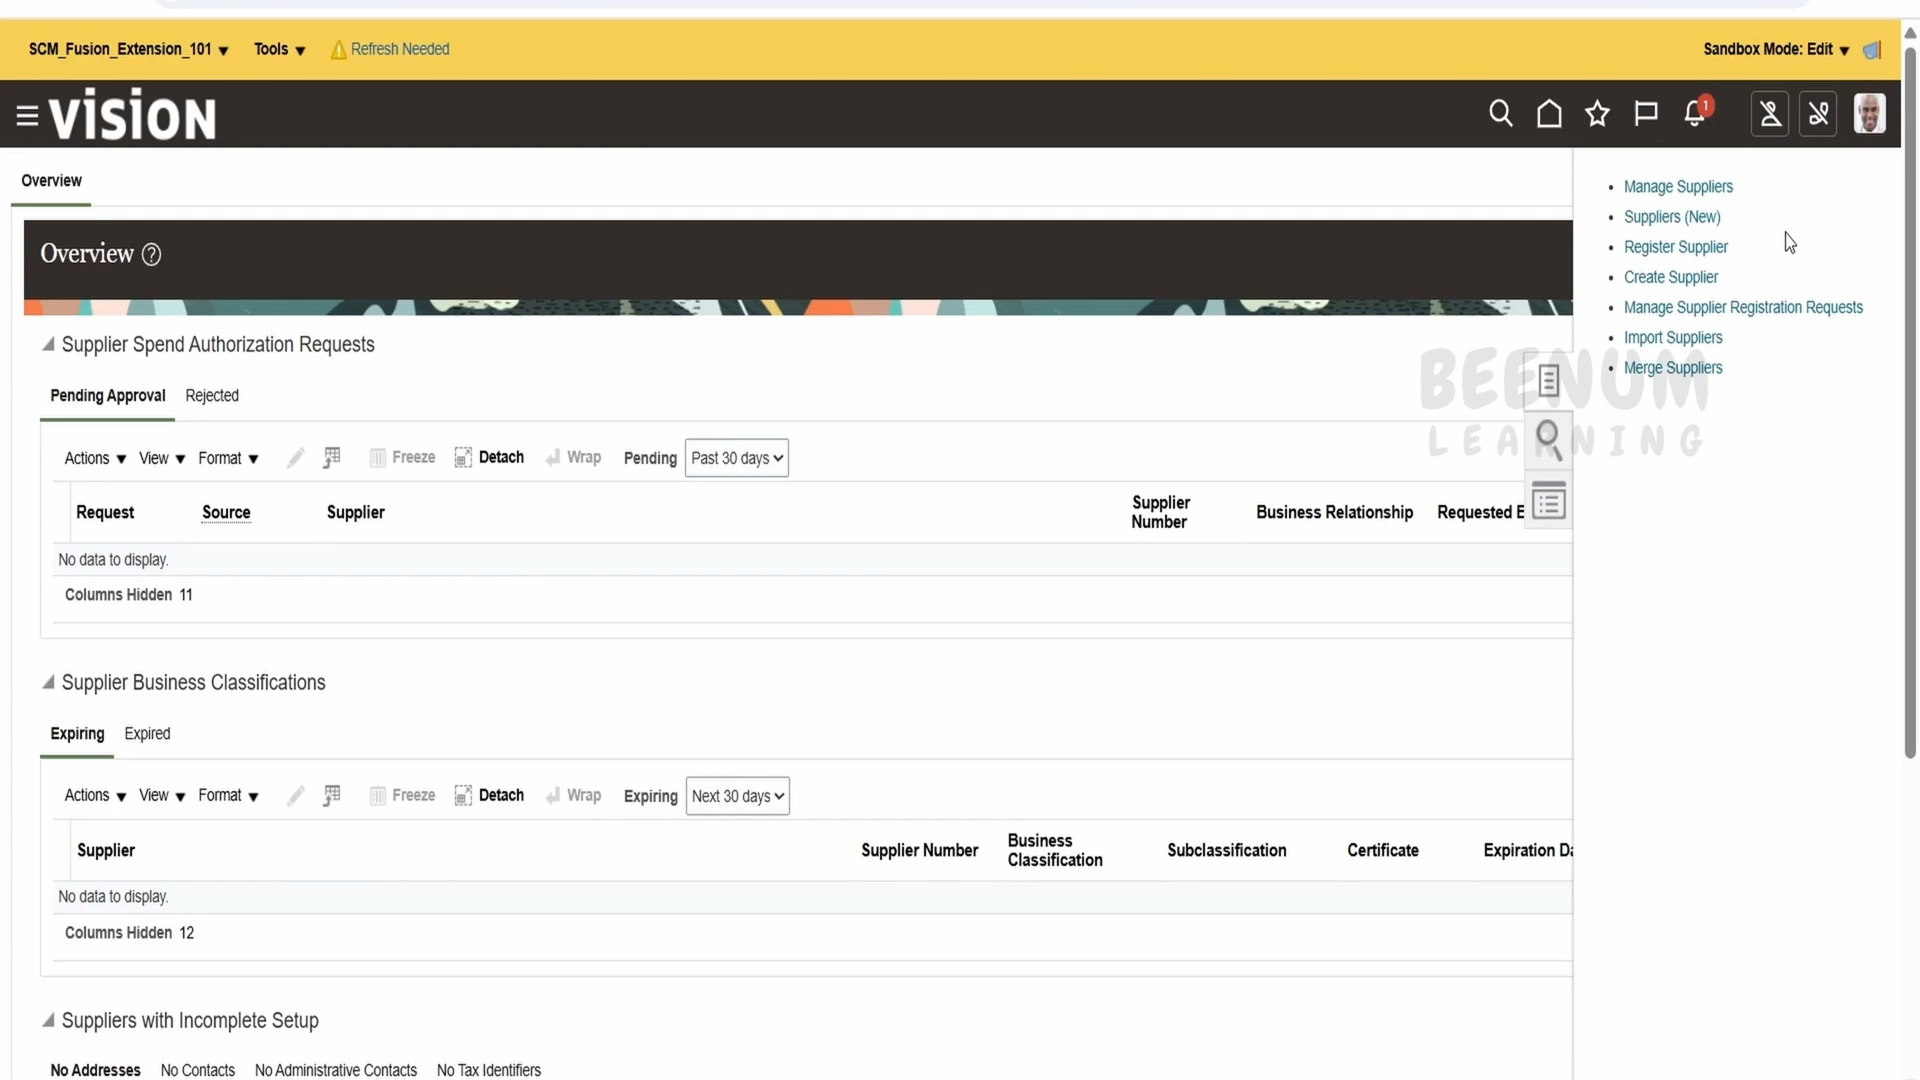 SCM_Fusion_Extension_101 Tools Refresh Needed Sandbox Mode: Edit
VISION 1
Overview
Overview ?
Supplier Spend Authorization Requests
Pending Approval Rejected
Actions View Format Freeze Detach Wrap Pending Past 30 days
Request Source Supplier Supplier Number Business Relationship Requested E
No data to display.
Columns Hidden 11
Supplier Business Classifications
Expiring Expired
Actions View Format Freeze Detach Wrap Expiring Next 30 days
Supplier Supplier Number Business Classification Subclassification Certificate Expiration Da
No data to display.
Columns Hidden 12
Suppliers with Incomplete Setup
No Addresses No Contacts No Administrative Contacts No Tax Identifiers
Manage Suppliers
Suppliers (New)
Register Supplier
Create Supplier
Manage Supplier Registration Requests
Import Suppliers
Merge Suppliers
BEENUM
LEARNING